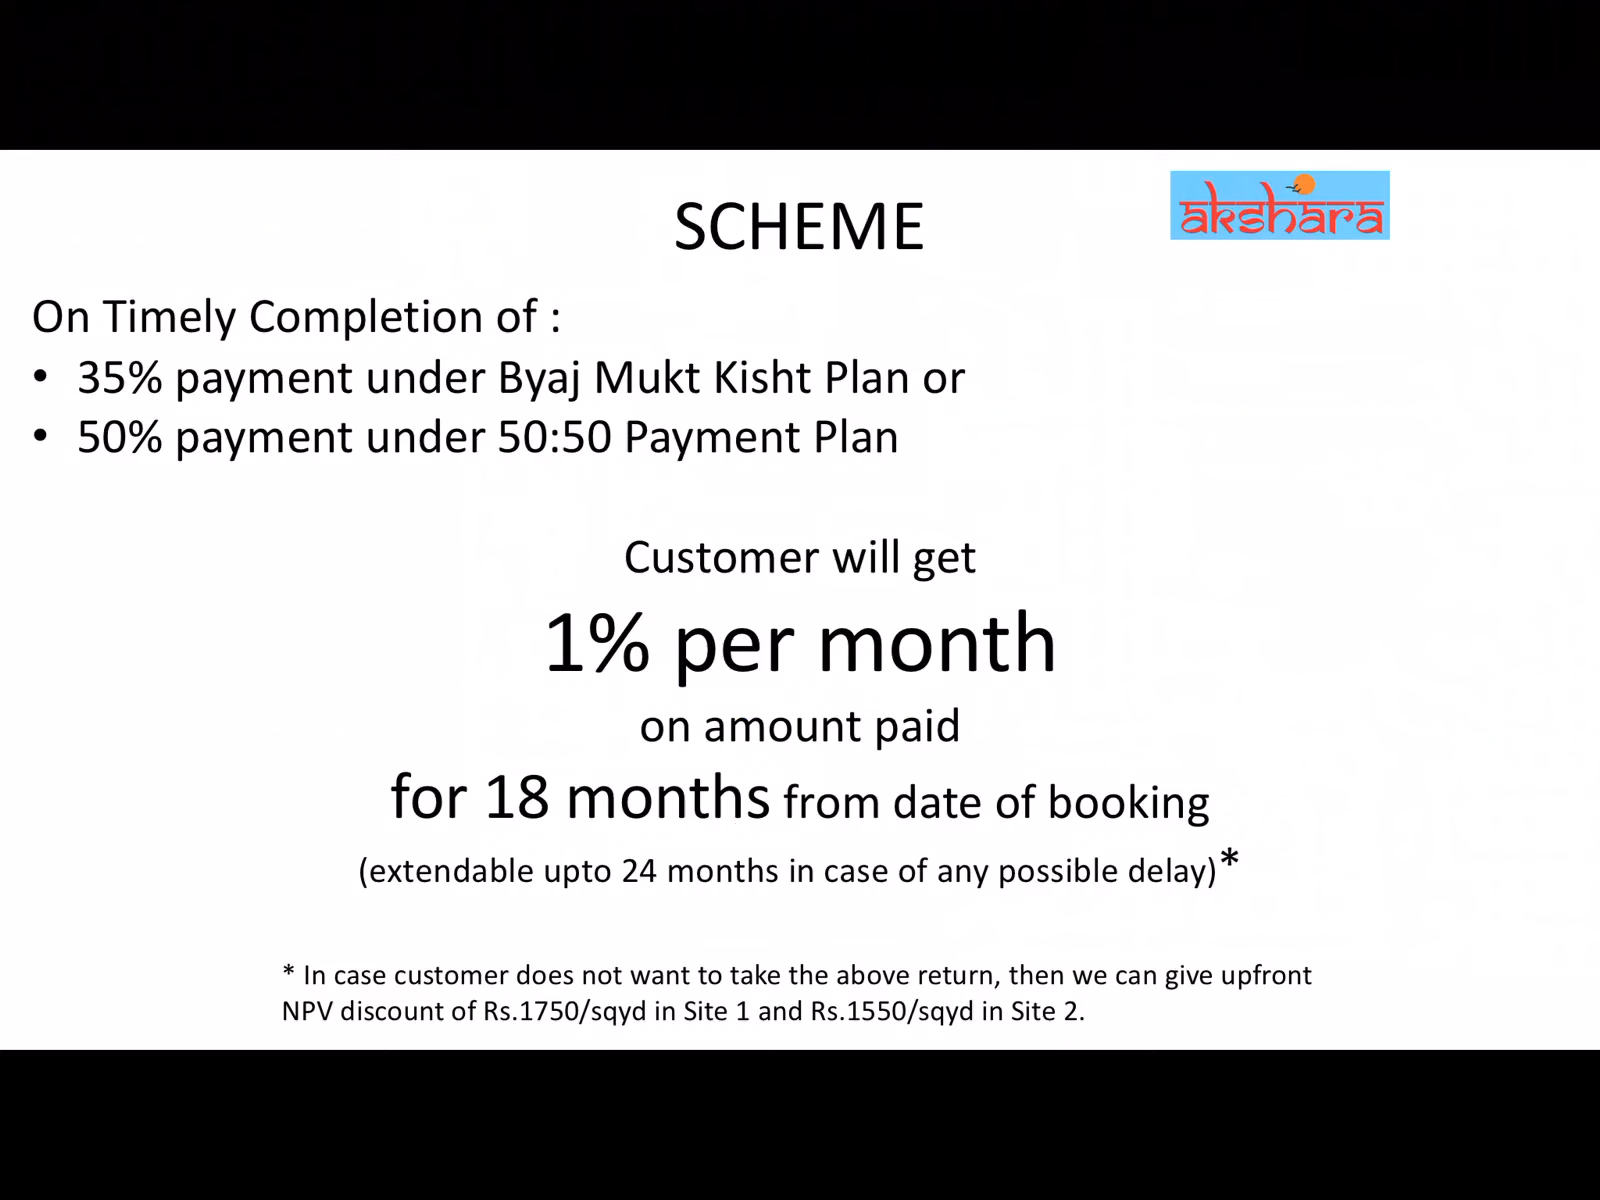 SCHEME
akshara
On Timely Completion of :
• 35% payment under Byaj Mukt Kisht Plan or
• 50% payment under 50:50 Payment Plan
Customer will get
1% per month
on amount paid
for 18 months from date of booking
(extendable upto 24 months in case of any possible delay)*
* In case customer does not want to take the above return, then we can give upfront
NPV discount of Rs.1750/sqyd in Site 1 and Rs.1550/sqyd in Site 2.